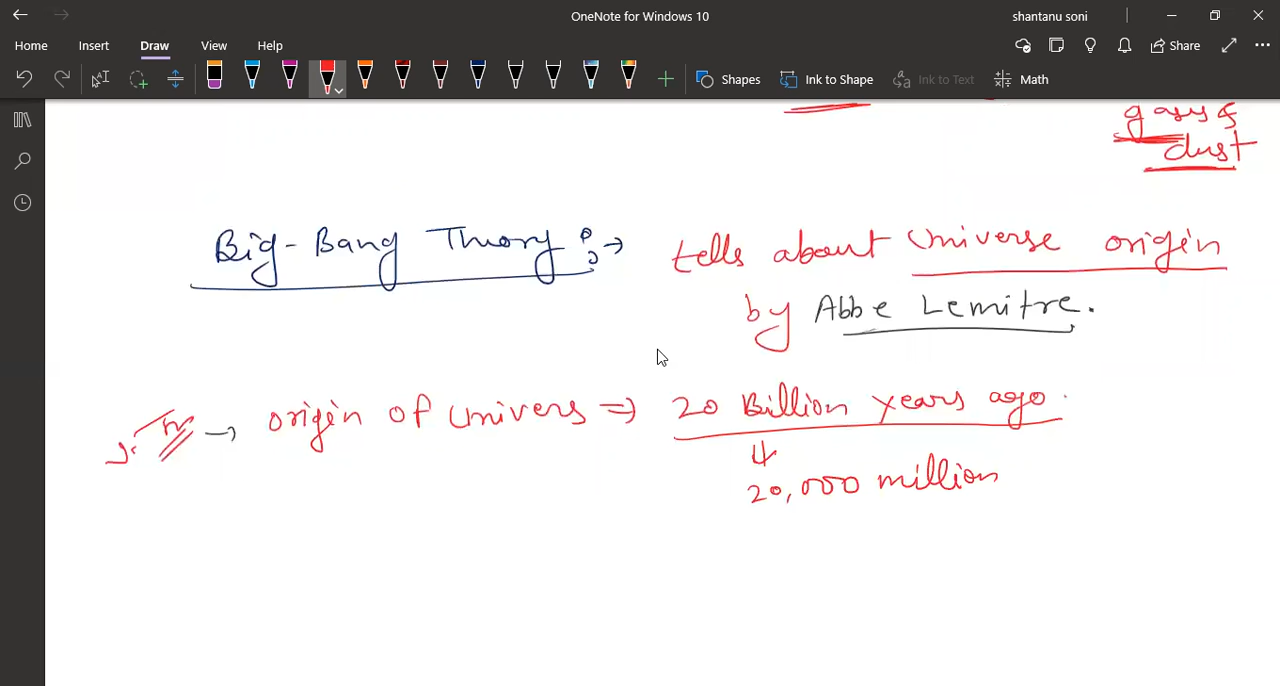 OneNote for Windows 10
shantanu soni
Home Insert Draw View Help
Share
Shapes Ink to Shape Ink to Text Math
gases &
dust
Big-Bang Theory :→ tells about Universe origin
by Abbe Lemitre.
→ origin of Univers ⇒ 20 Billion years ago.
↓
20,000 million